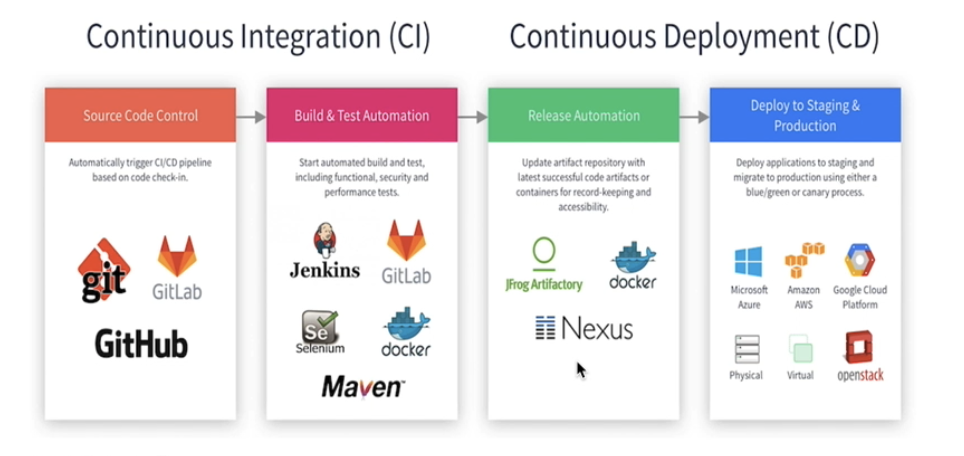 Continuous Integration (CI)
Continuous Deployment (CD)
Source Code Control
Automatically trigger CI/CD pipeline
based on code check-in.
git
GitLab
GitHub
Build & Test Automation
Start automated build and test,
including functional, security and
performance tests.
Jenkins
GitLab
Se
Selenium
docker
Maven™
Release Automation
Update artifact repository with
latest successful code artifacts or
containers for record-keeping and
accessibility.
JFrog Artifactory
docker
Nexus
Deploy to Staging &
Production
Deploy applications to staging and
migrate to production using either a
blue/green or canary process.
Microsoft
Azure
Amazon
AWS
Google Cloud
Platform
Physical
Virtual
openstack